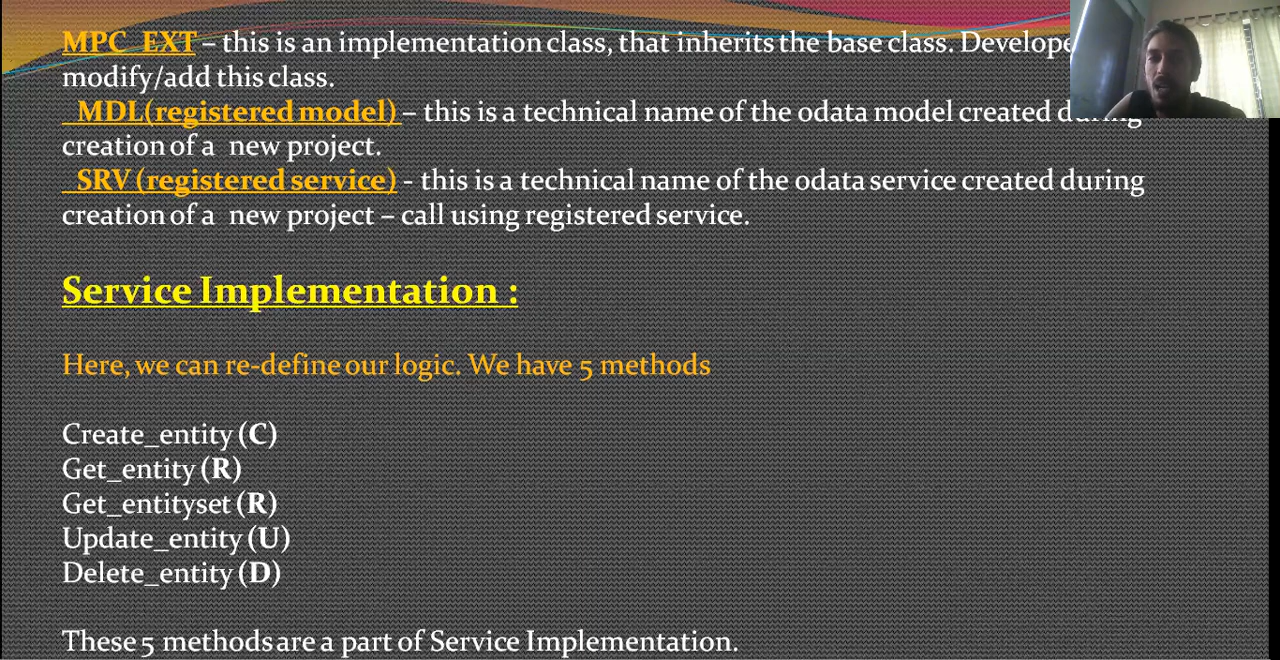 MPC_EXT – this is an implementation class, that inherits the base class.
modify/add this class.
_MDL(registered model) – this is a technical name of the odata model created during
creation of a new project.
_SRV (registered service) - this is a technical name of the odata service created during
creation of a new project – call using registered service.
Service Implementation :
Here, we can re-define our logic. We have 5 methods
Create_entity (C)
Get_entity (R)
Get_entityset (R)
Update_entity (U)
Delete_entity (D)
These 5 methods are a part of Service Implementation.